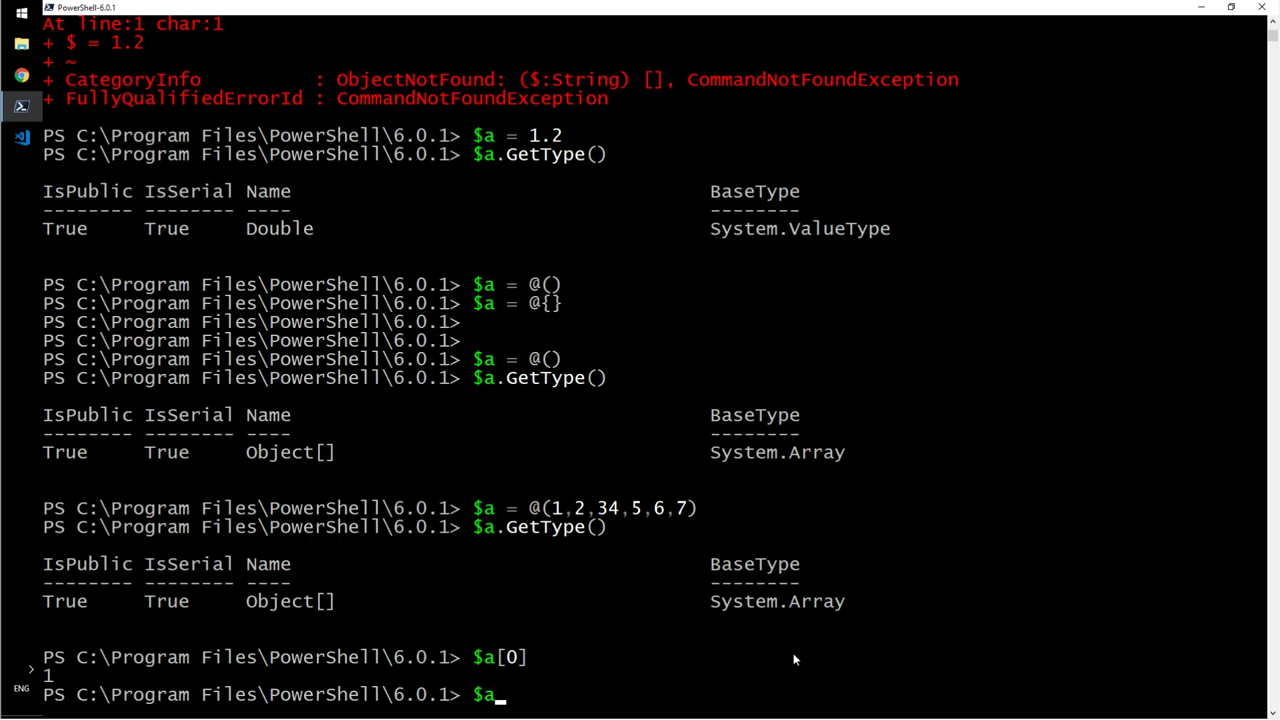 PowerShell-6.0.1
At line:1 char:1
+ $ = 1.2
+ ~
+ CategoryInfo          : ObjectNotFound: ($:String) [], CommandNotFoundException
+ FullyQualifiedErrorId : CommandNotFoundException
PS C:\Program Files\PowerShell\6.0.1> $a = 1.2
PS C:\Program Files\PowerShell\6.0.1> $a.GetType()
IsPublic IsSerial Name                                     BaseType
-------- -------- ----                                     --------
True     True     Double                                   System.ValueType
PS C:\Program Files\PowerShell\6.0.1> $a = @()
PS C:\Program Files\PowerShell\6.0.1> $a = @{}
PS C:\Program Files\PowerShell\6.0.1>
PS C:\Program Files\PowerShell\6.0.1>
PS C:\Program Files\PowerShell\6.0.1> $a = @()
PS C:\Program Files\PowerShell\6.0.1> $a.GetType()
IsPublic IsSerial Name                                     BaseType
-------- -------- ----                                     --------
True     True     Object[]                                 System.Array
PS C:\Program Files\PowerShell\6.0.1> $a = @(1,2,34,5,6,7)
PS C:\Program Files\PowerShell\6.0.1> $a.GetType()
IsPublic IsSerial Name                                     BaseType
-------- -------- ----                                     --------
True     True     Object[]                                 System.Array
PS C:\Program Files\PowerShell\6.0.1> $a[0]
1
PS C:\Program Files\PowerShell\6.0.1> $a_
ENG